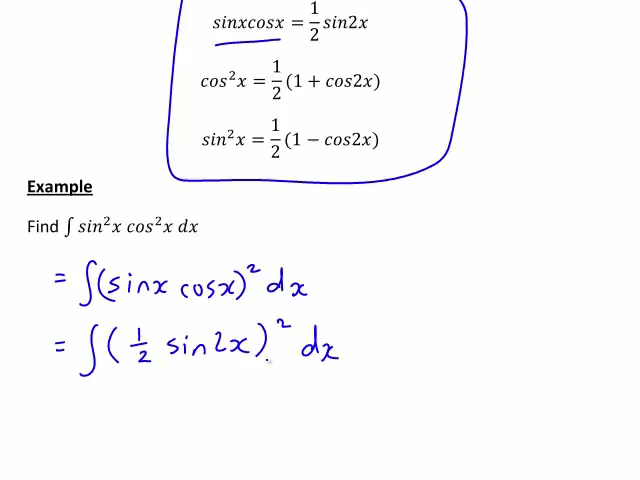 sinxcosx = 1/2 sin2x
cos²x = 1/2 (1 + cos2x)
sin²x = 1/2 (1 − cos2x)
Example
Find ∫ sin²x cos²x dx
= ∫(sinx cosx)² dx
= ∫(1/2 sin2x)² dx